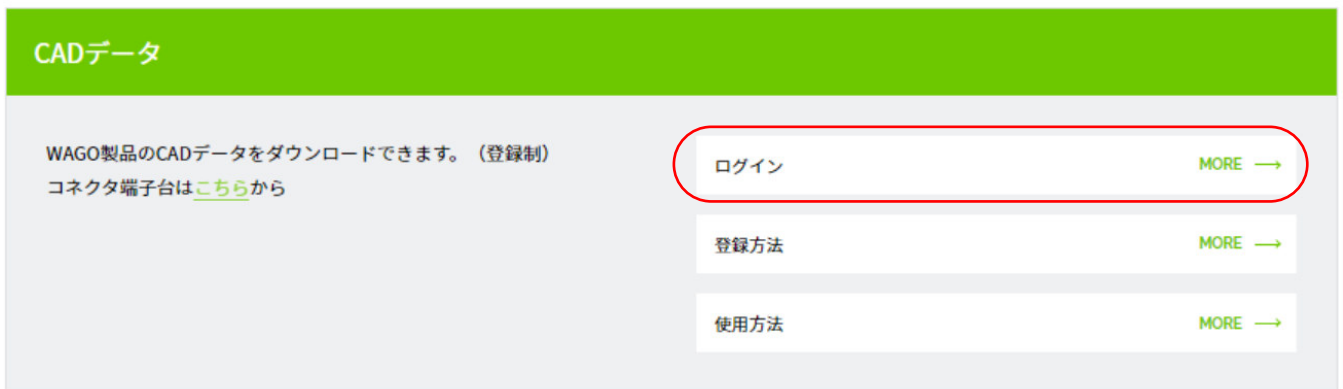 CADデータ
WAGO製品のCADデータをダウンロードできます。（登録制）
コネクタ端子台はこちらから
ログイン MORE →
登録方法 MORE →
使用方法 MORE →